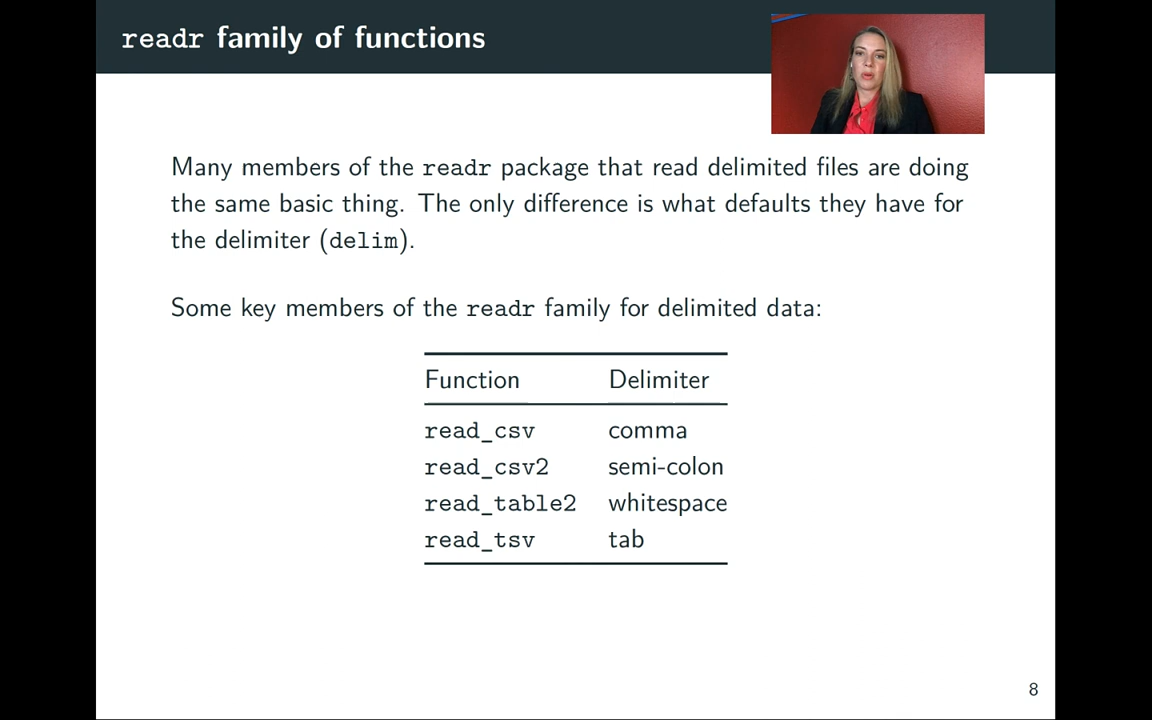 readr family of functions
Many members of the readr package that read delimited files are doing
the same basic thing. The only difference is what defaults they have for
the delimiter (delim).
Some key members of the readr family for delimited data:
Function Delimiter
read_csv comma
read_csv2 semi-colon
read_table2 whitespace
read_tsv tab
8